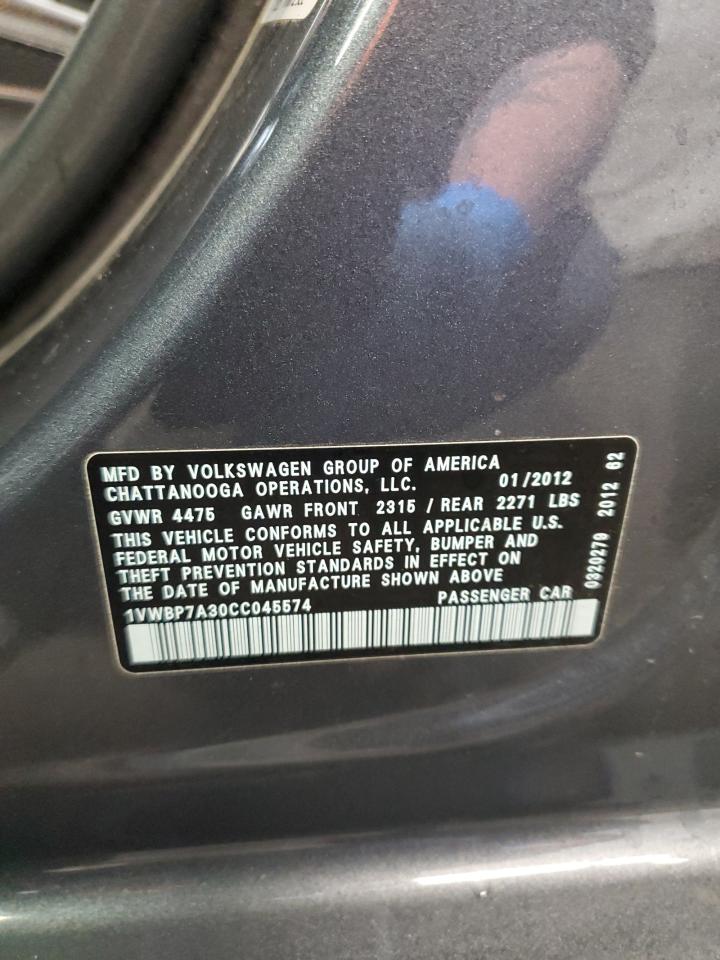 MFD BY VOLKSWAGEN GROUP OF AMERICA
CHATTANOOGA OPERATIONS, LLC. 01/2012
GVWR 4475 GAWR FRONT 2315 / REAR 2271 LBS
THIS VEHICLE CONFORMS TO ALL APPLICABLE U.S.
FEDERAL MOTOR VEHICLE SAFETY, BUMPER AND
THEFT PREVENTION STANDARDS IN EFFECT ON
THE DATE OF MANUFACTURE SHOWN ABOVE
1VWBP7A30CC045574 PASSENGER CAR
0320279 2012 62